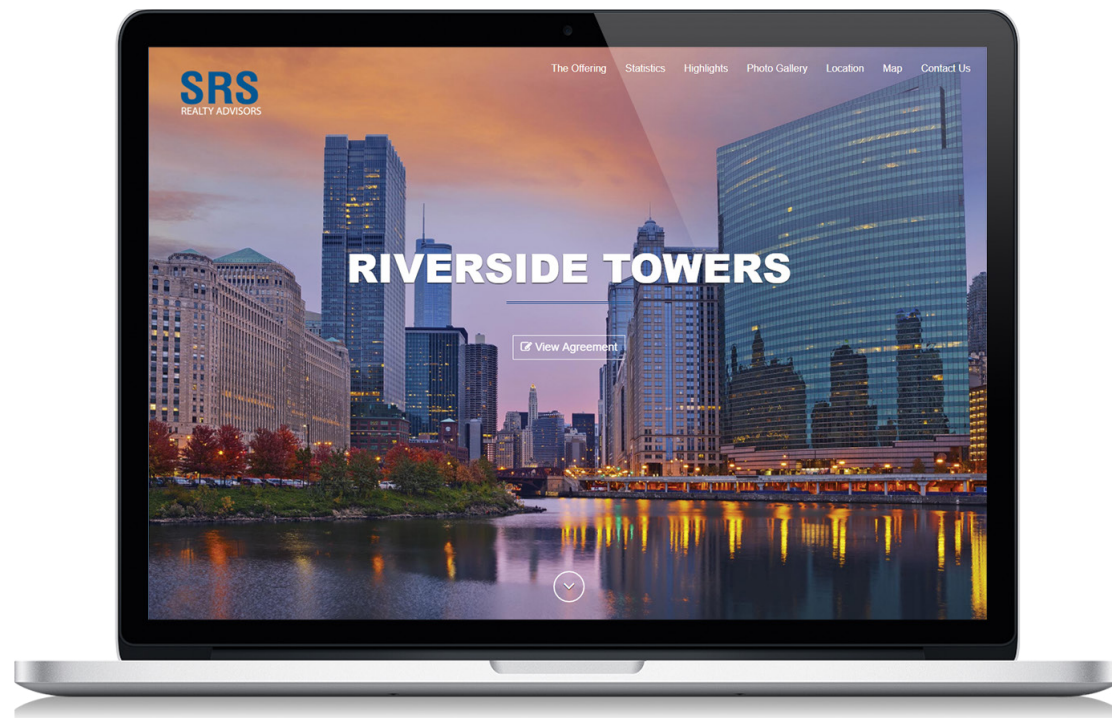 SRS
REALTY ADVISORS
The Offering Statistics Highlights Photo Gallery Location Map Contact Us
RIVERSIDE TOWERS
View Agreement